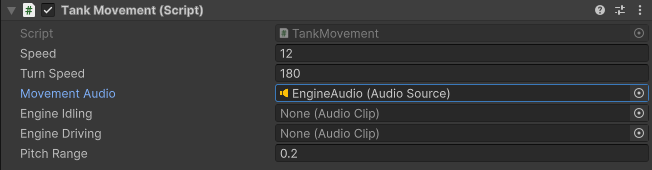 Tank Movement (Script)
Script TankMovement
Speed 12
Turn Speed 180
Movement Audio EngineAudio (Audio Source)
Engine Idling None (Audio Clip)
Engine Driving None (Audio Clip)
Pitch Range 0.2